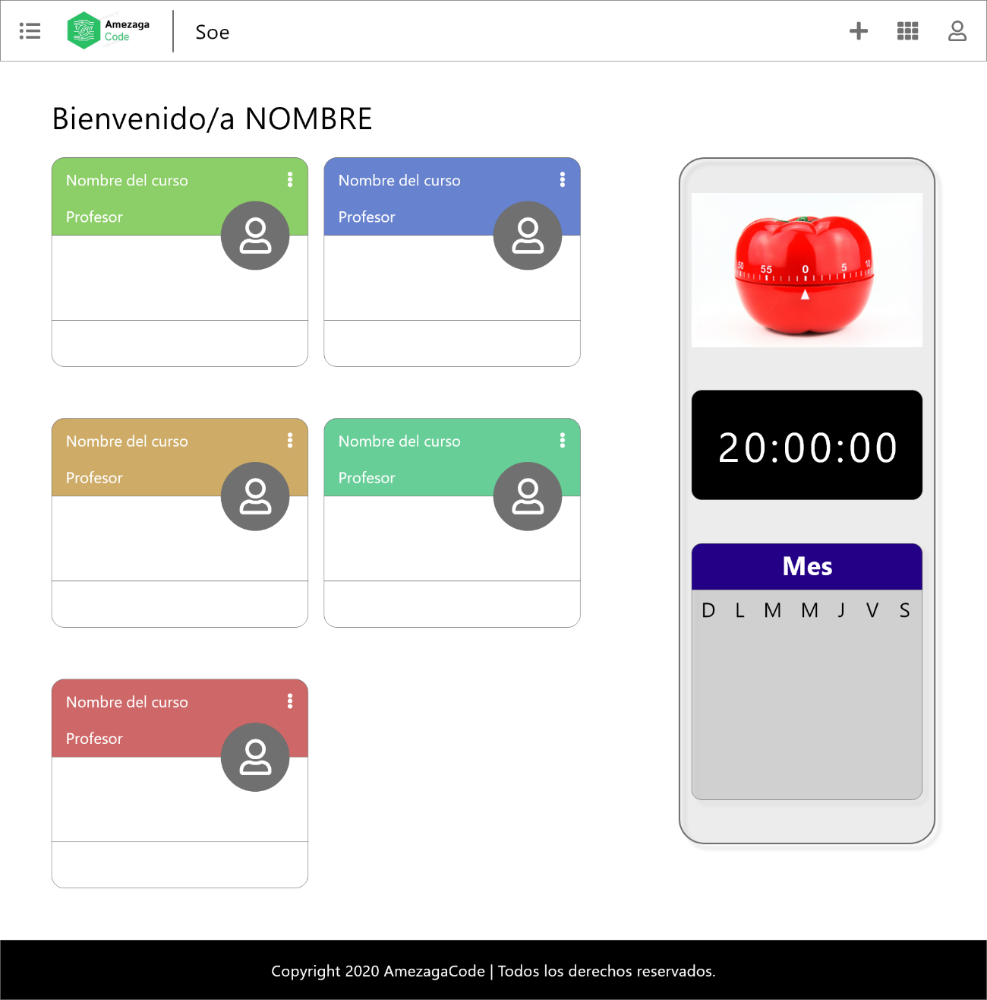 Amezaga
Code
Soe
Bienvenido/a NOMBRE
Nombre del curso
Profesor
Nombre del curso
Profesor
Nombre del curso
Profesor
Nombre del curso
Profesor
Nombre del curso
Profesor
50 55 0 5 10
20:00:00
Mes
D L M M J V S
Copyright 2020 AmezagaCode | Todos los derechos reservados.